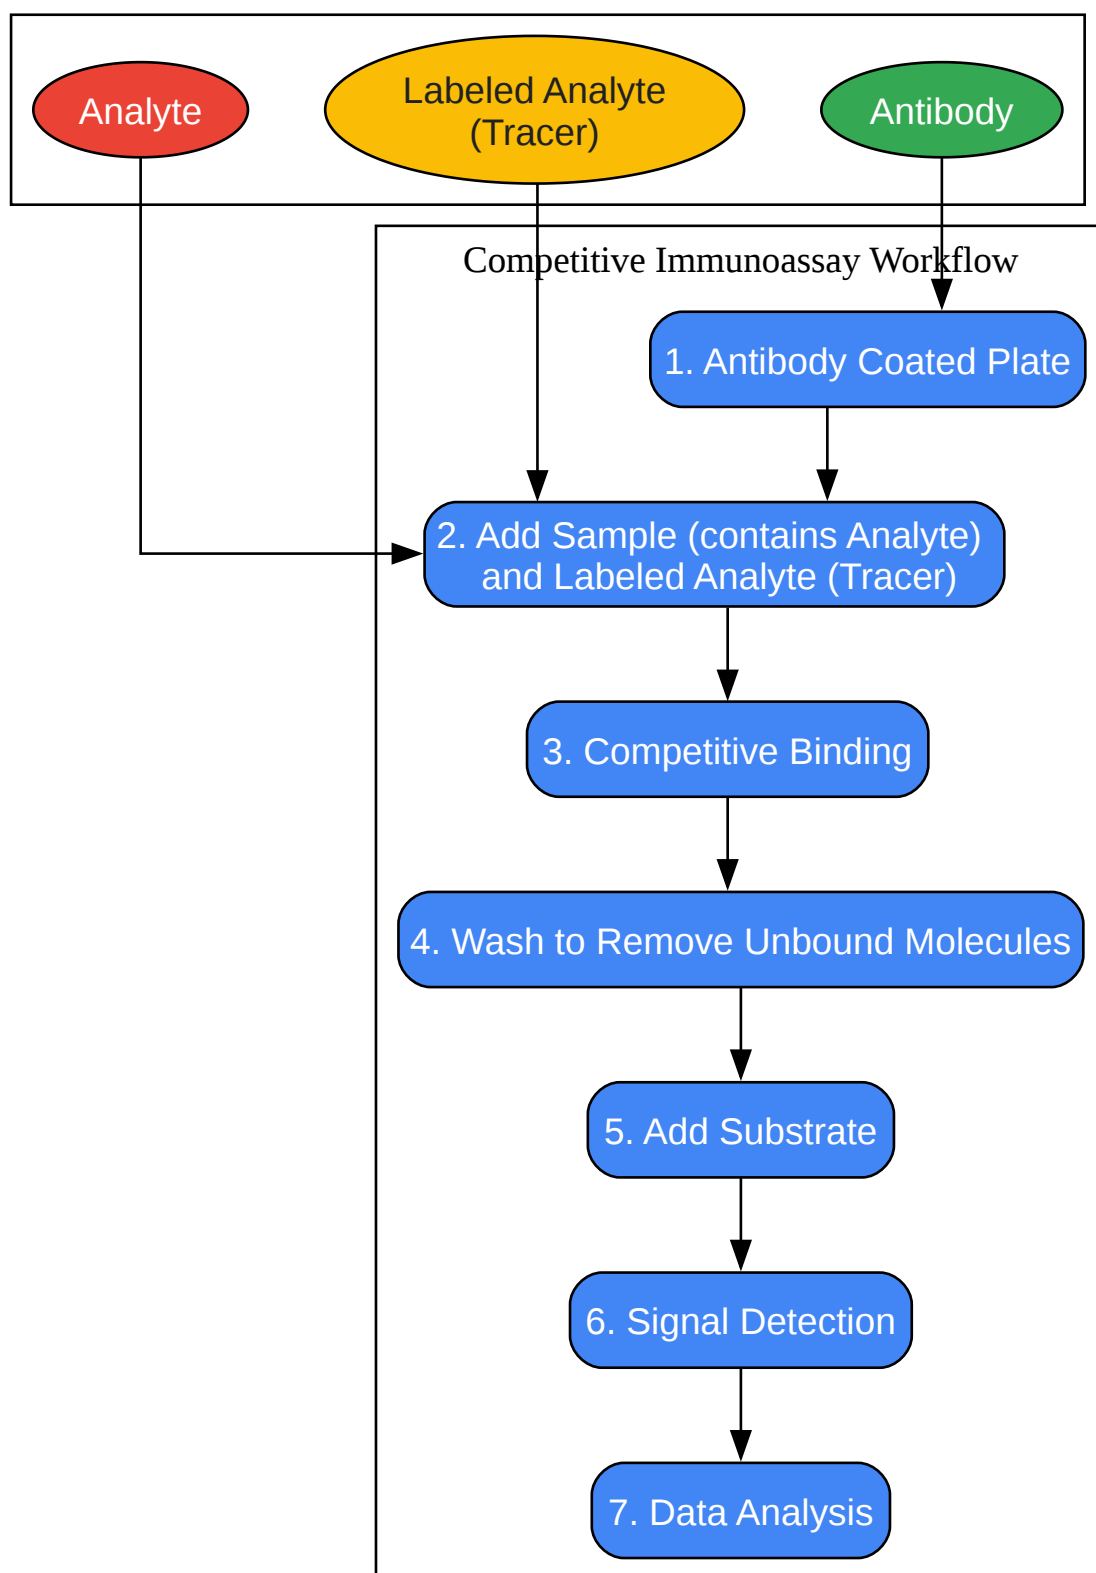 Analyte
Labeled Analyte
(Tracer)
Antibody
Competitive Immunoassay Workflow
1. Antibody Coated Plate
2. Add Sample (contains Analyte)
and Labeled Analyte (Tracer)
3. Competitive Binding
4. Wash to Remove Unbound Molecules
5. Add Substrate
6. Signal Detection
7. Data Analysis